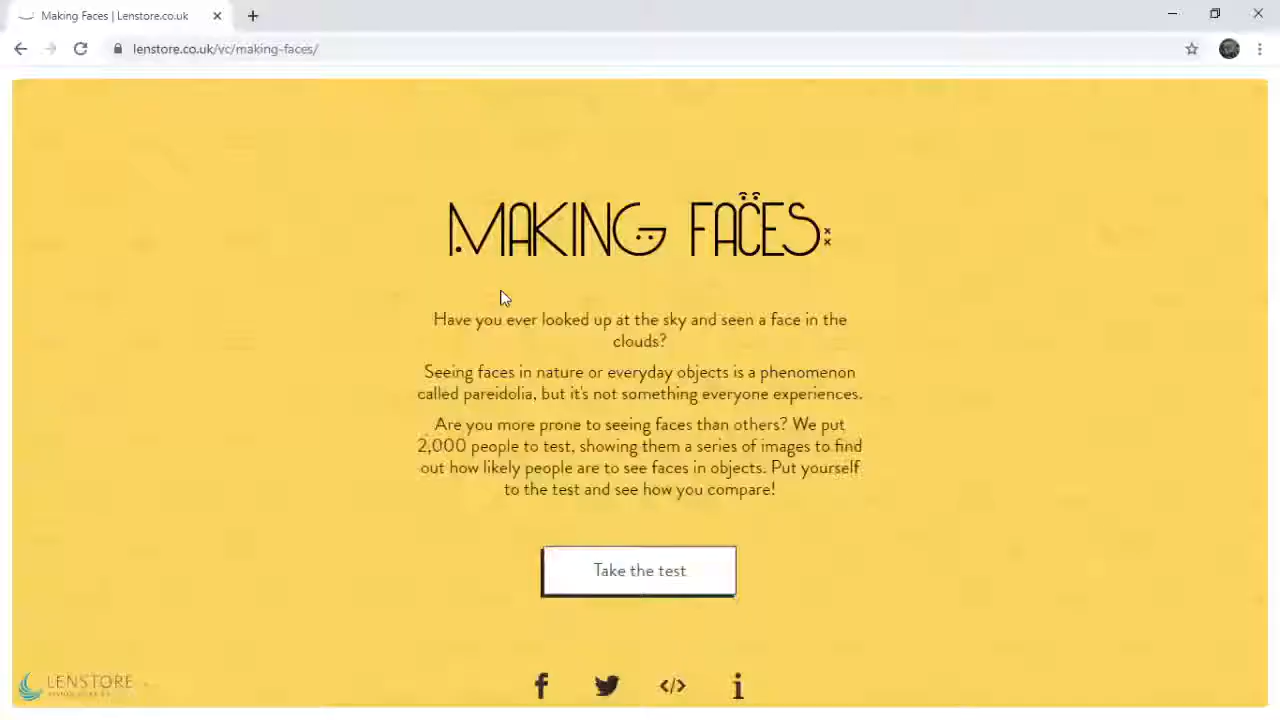 Making Faces | Lenstore.co.uk
lenstore.co.uk/vc/making-faces/
MAKING FACES
Have you ever looked up at the sky and seen a face in the
clouds?
Seeing faces in nature or everyday objects is a phenomenon
called pareidolia, but it's not something everyone experiences.
Are you more prone to seeing faces than others? We put
2,000 people to test, showing them a series of images to find
out how likely people are to see faces in objects. Put yourself
to the test and see how you compare!
Take the test
LENSTORE